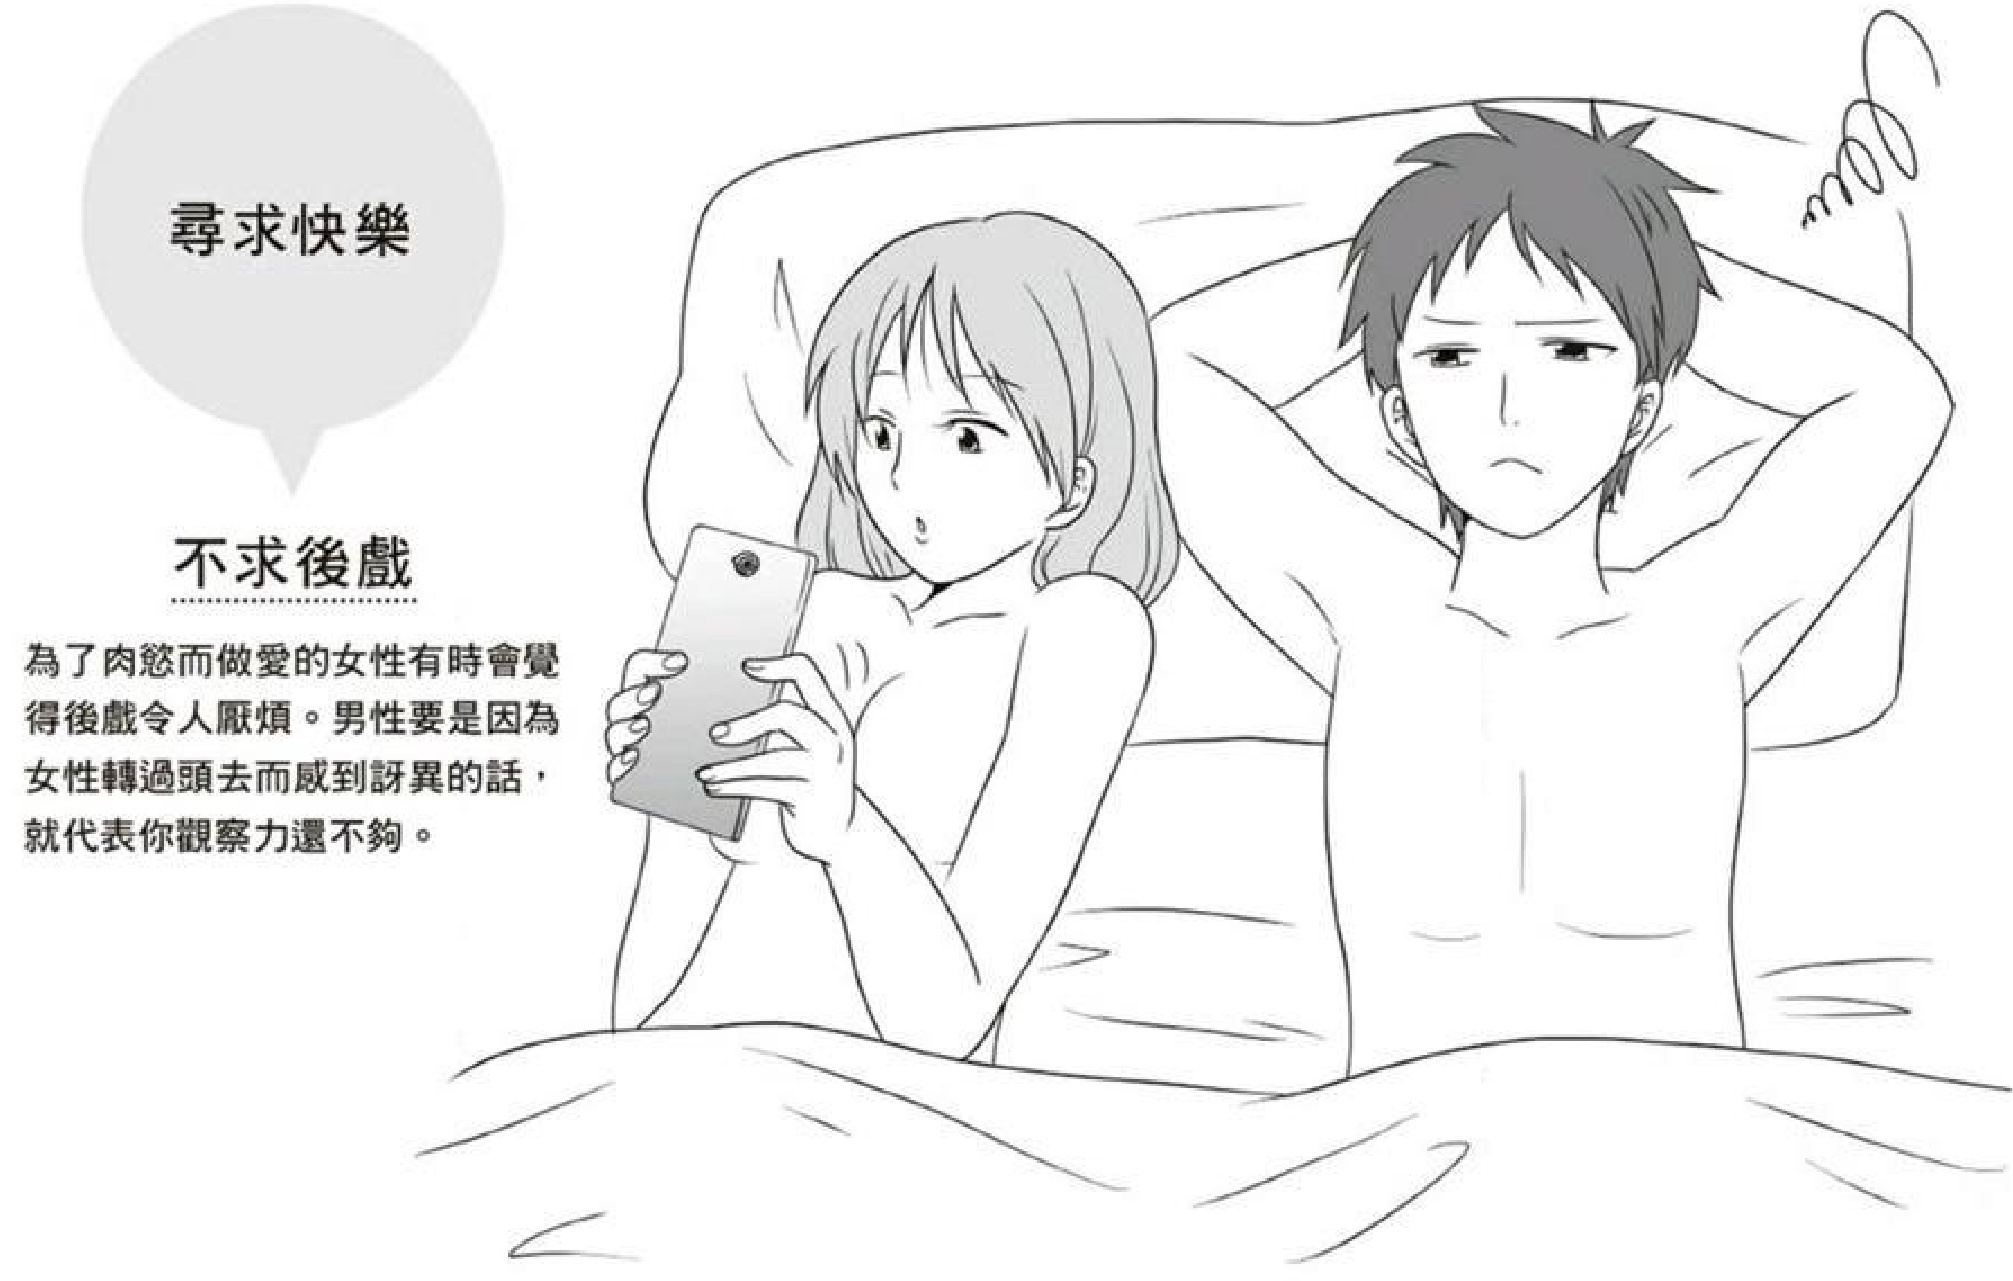 尋求快樂
不求後戲
為了肉慾而做愛的女性有時會覺
得後戲令人厭煩。男性要是因為
女性轉過頭去而感到訝異的話，
就代表你觀察力還不夠。